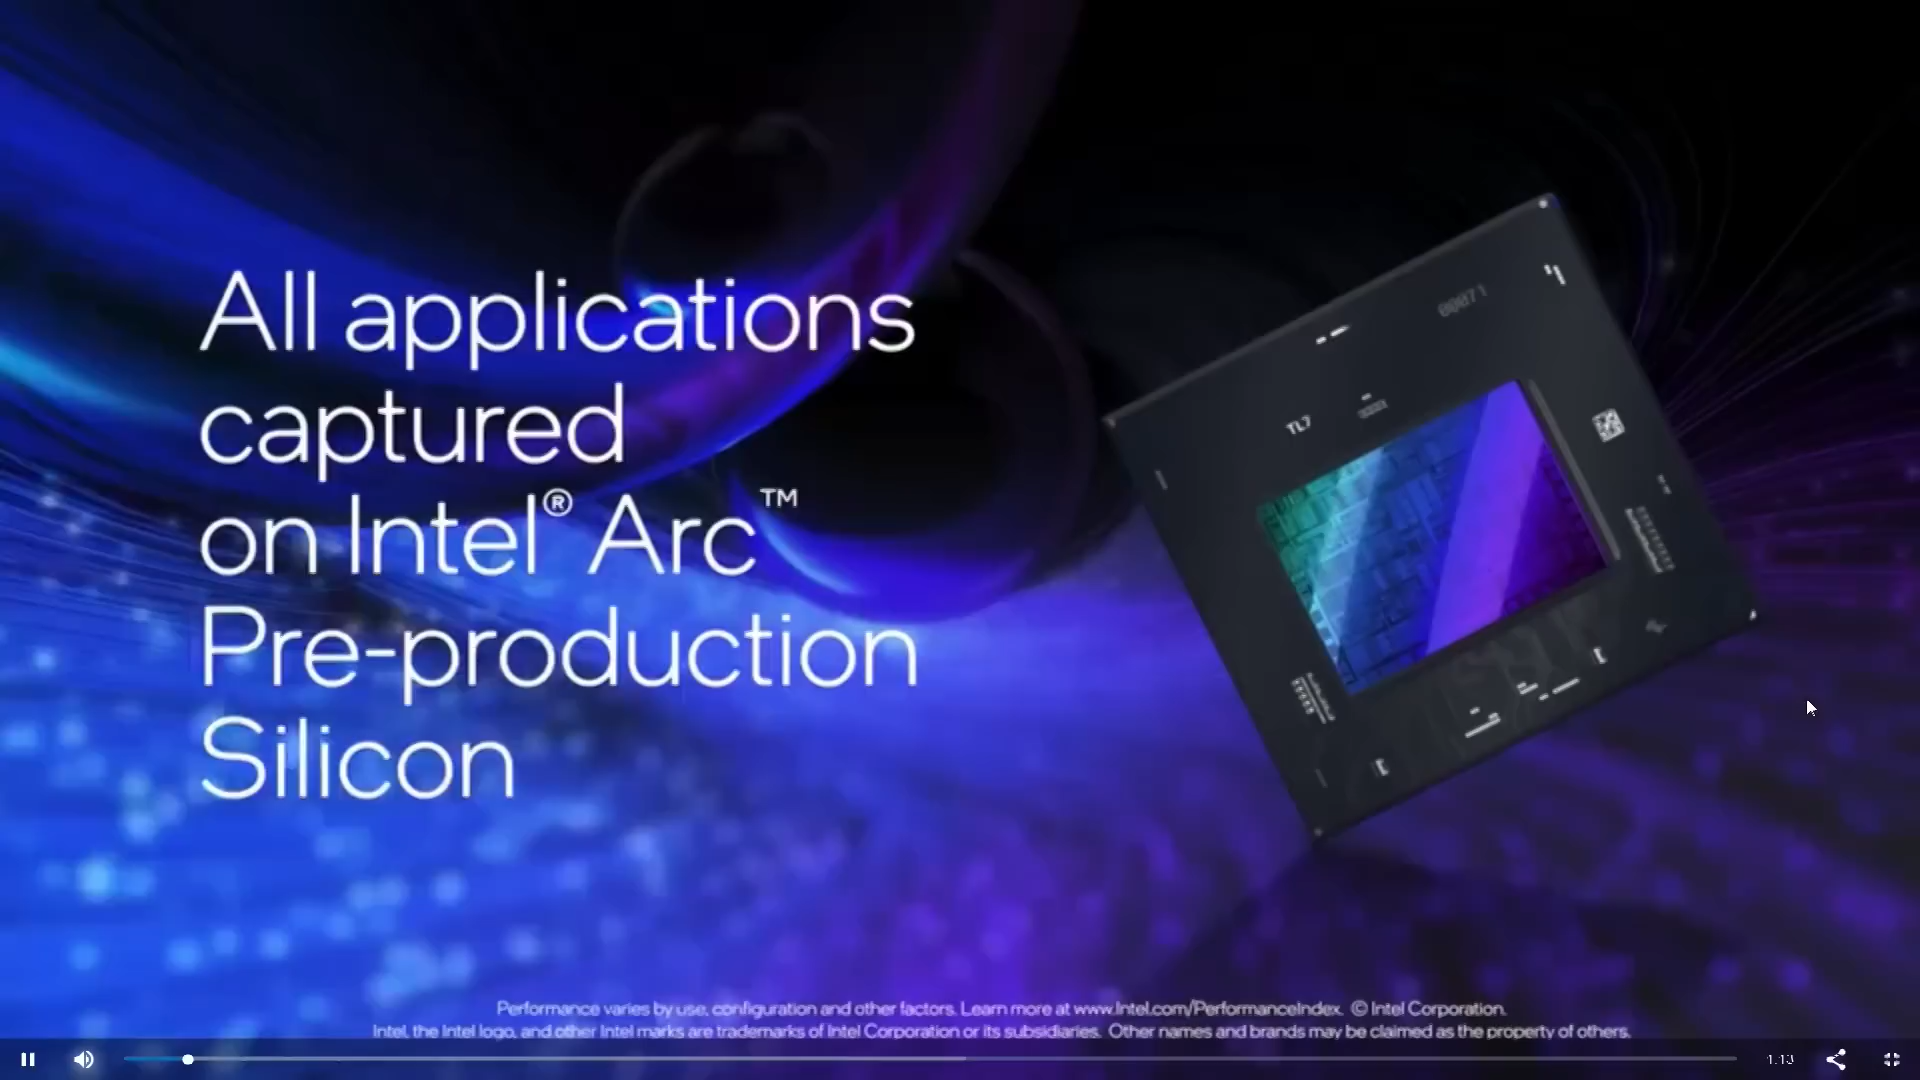 All applications
captured
on Intel® Arc™
Pre-production
Silicon
00071
TL7
Performance varies by use, configuration and other factors. Learn more at www.Intel.com/PerformanceIndex. © Intel Corporation.
Intel, the Intel logo, and other Intel marks are trademarks of Intel Corporation or its subsidiaries. Other names and brands may be claimed as the property of others.
1:13